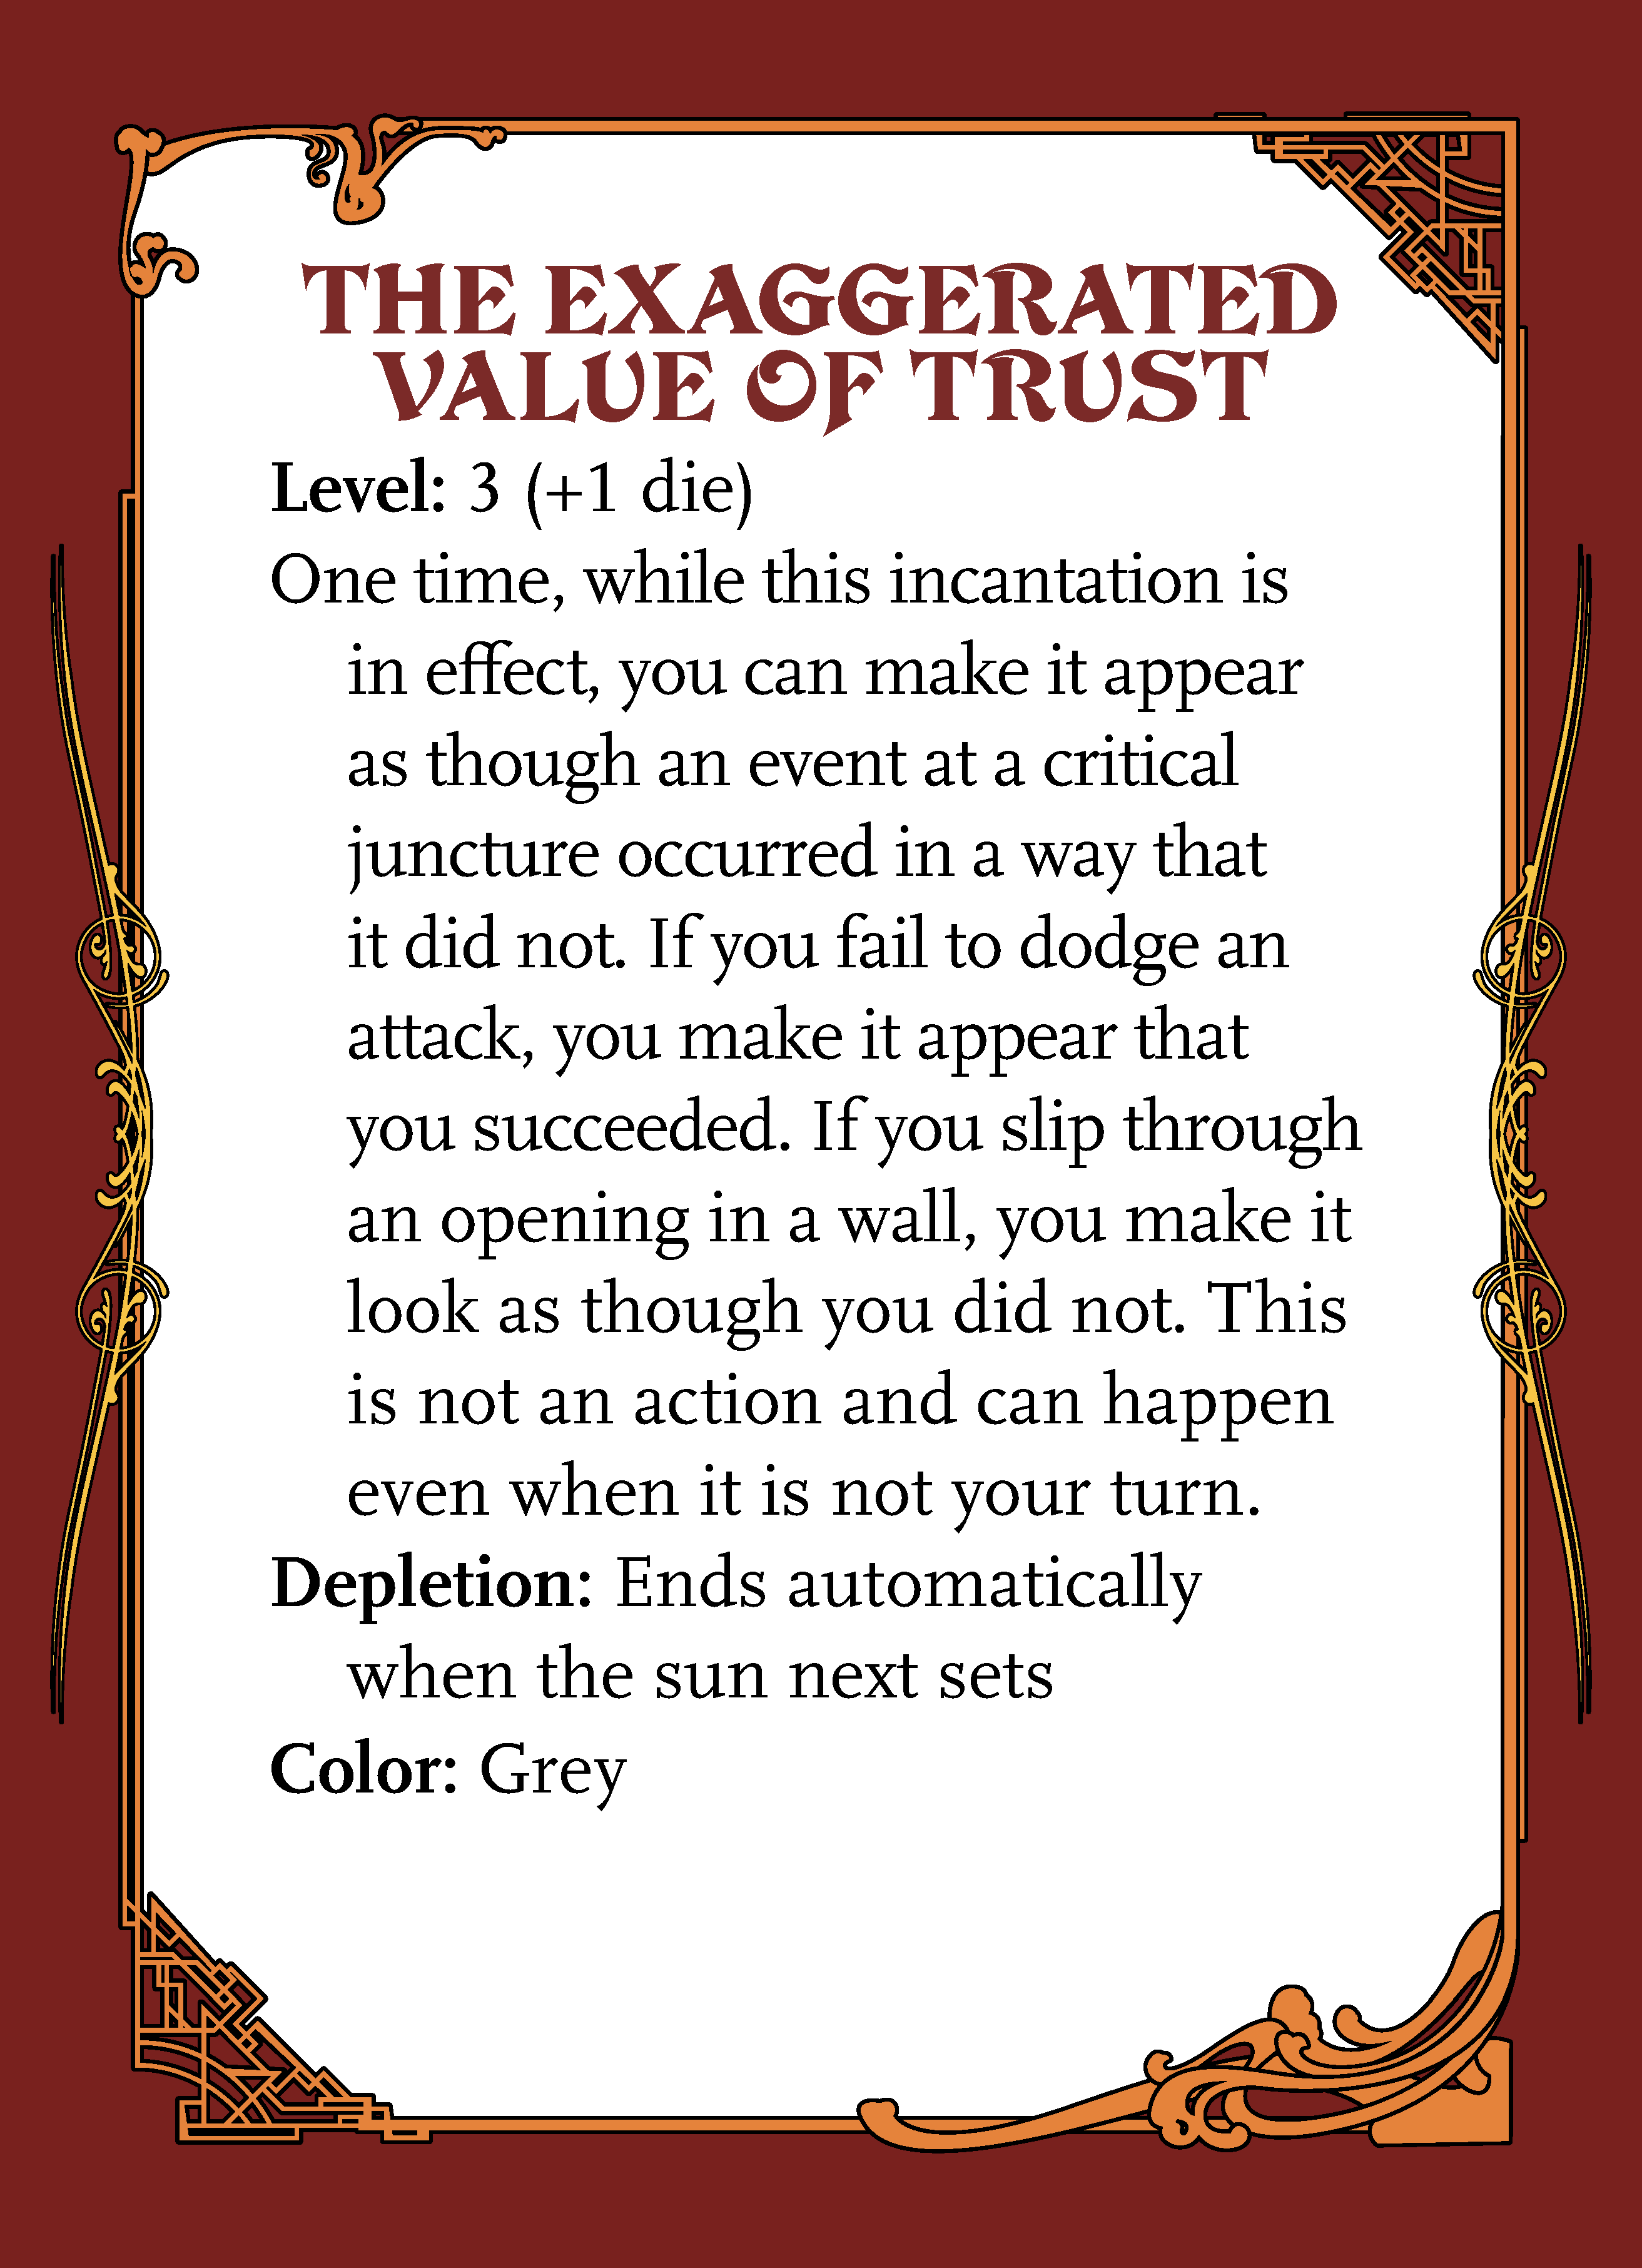 THE EXAGGERATED
VALUE OF TRUST
Level: 3 (+1 die)
One time, while this incantation is
in effect, you can make it appear
as though an event at a critical
juncture occurred in a way that
it did not. If you fail to dodge an
attack, you make it appear that
you succeeded. If you slip through
an opening in a wall, you make it
look as though you did not. This
is not an action and can happen
even when it is not your turn.
Depletion: Ends automatically
when the sun next sets
Color: Grey